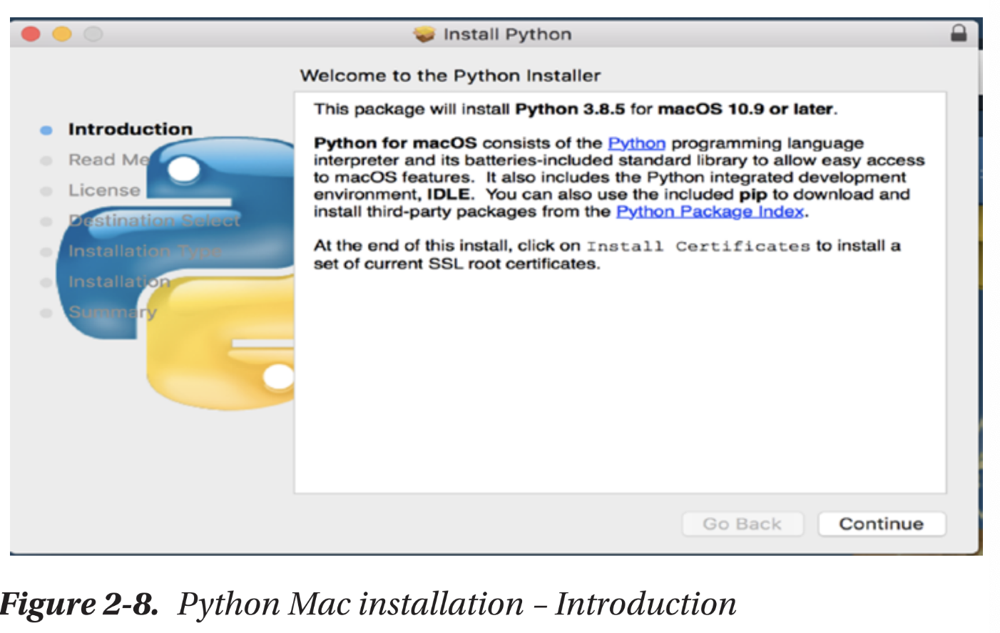 Install Python
Welcome to the Python Installer
Introduction
Read Me
License
Destination Select
Installation Type
Installation
Summary
This package will install Python 3.8.5 for macOS 10.9 or later.
Python for macOS consists of the Python programming language
interpreter and its batteries-included standard library to allow easy access
to macOS features. It also includes the Python integrated development
environment, IDLE. You can also use the included pip to download and
install third-party packages from the Python Package Index.
At the end of this install, click on Install Certificates to install a
set of current SSL root certificates.
Go Back
Continue
Figure 2-8. Python Mac installation – Introduction